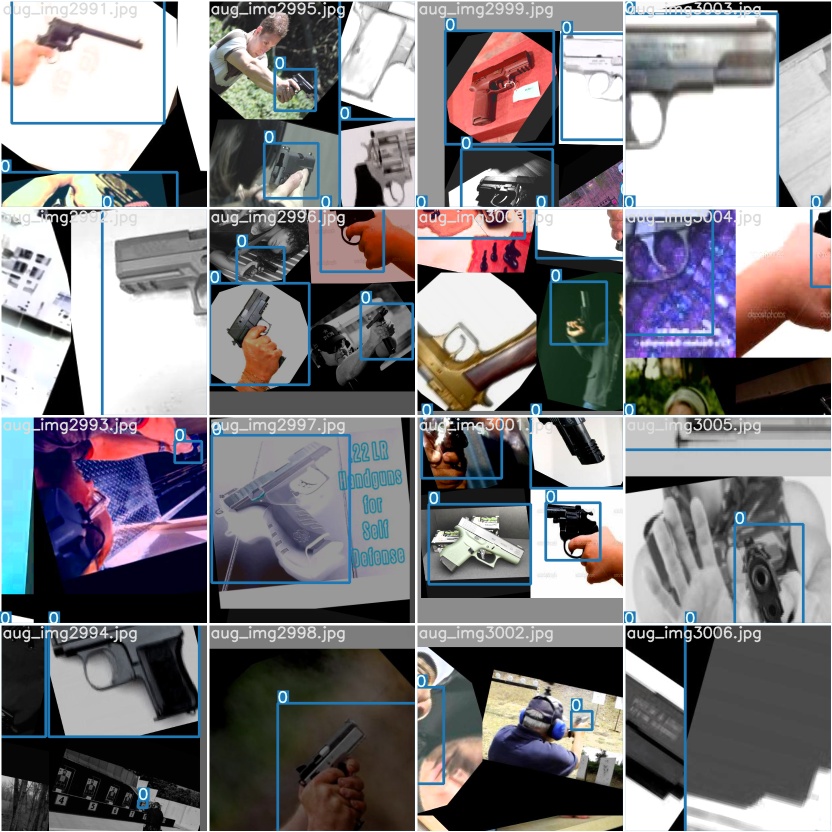 aug_img2991.jpg
aug_img2995.jpg
aug_img2999.jpg
aug_img3003.jpg
0
0
0
0
0
0
0
0
0
0
0
0
aug_img2992.jpg
aug_img2996.jpg
aug_img3004.jpg
0
0
0
0
depositphotos
0
0
0
aug_img2993.jpg
aug_img2997.jpg
aug_img3001.jpg
aug_img3005.jpg
0
0
.22 LR
Handguns
for
Self
Defense
0
0
0
0
0
aug_img2994.jpg
aug_img2998.jpg
aug_img3002.jpg
aug_img3006.jpg
0
0
0
0
4